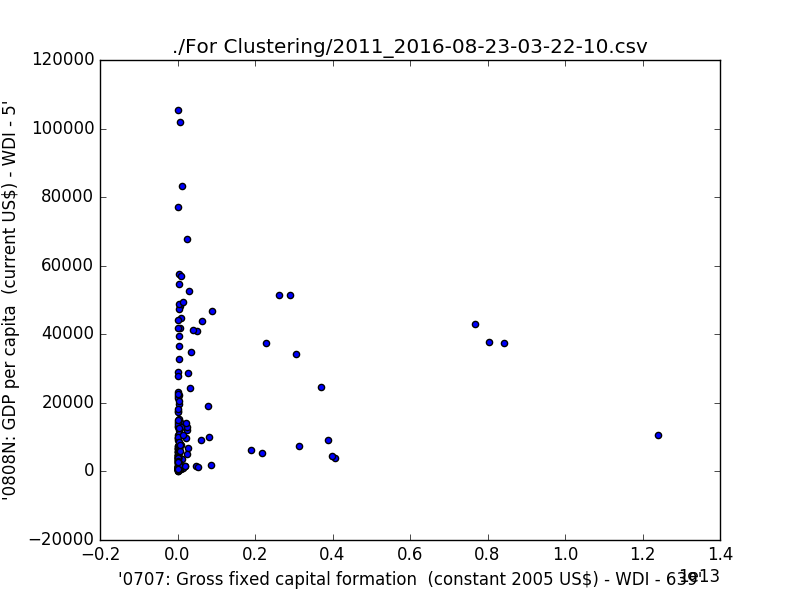 ./For Clustering/2011_2016-08-23-03-22-10.csv
120000
100000
80000
60000
40000
20000
0
−20000
'0808N: GDP per capita  (current US$) - WDI - 5'
−0.2 0.0 0.2 0.4 0.6 0.8 1.0 1.2 1.4
1e13
'0707: Gross fixed capital formation  (constant 2005 US$) - WDI - 639'